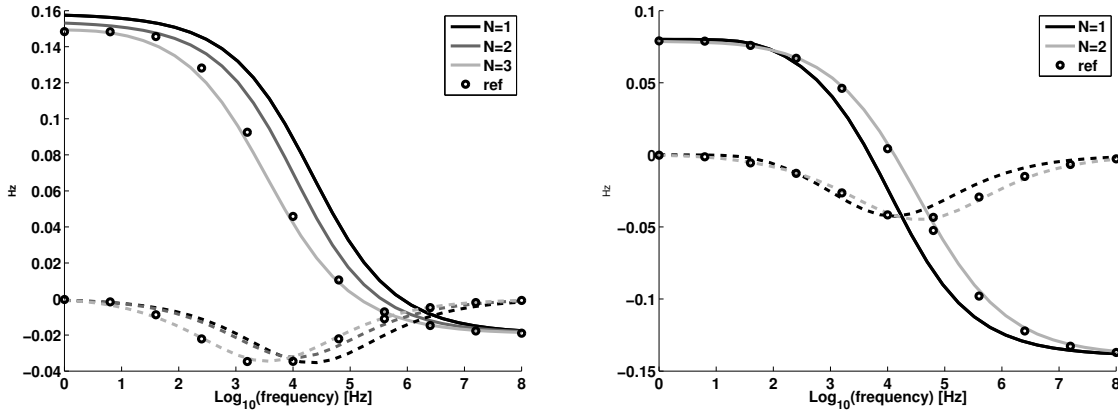 0.16
0.14
0.12
0.1
0.08
0.06
0.04
0.02
0
−0.02
−0.04
Hz
0 1 2 3 4 5 6 7 8
Log10(frequency) [Hz]
N=1
N=2
N=3
ref
0.1
0.05
0
−0.05
−0.1
−0.15
Hz
0 1 2 3 4 5 6 7 8
Log10(frequency) [Hz]
N=1
N=2
ref